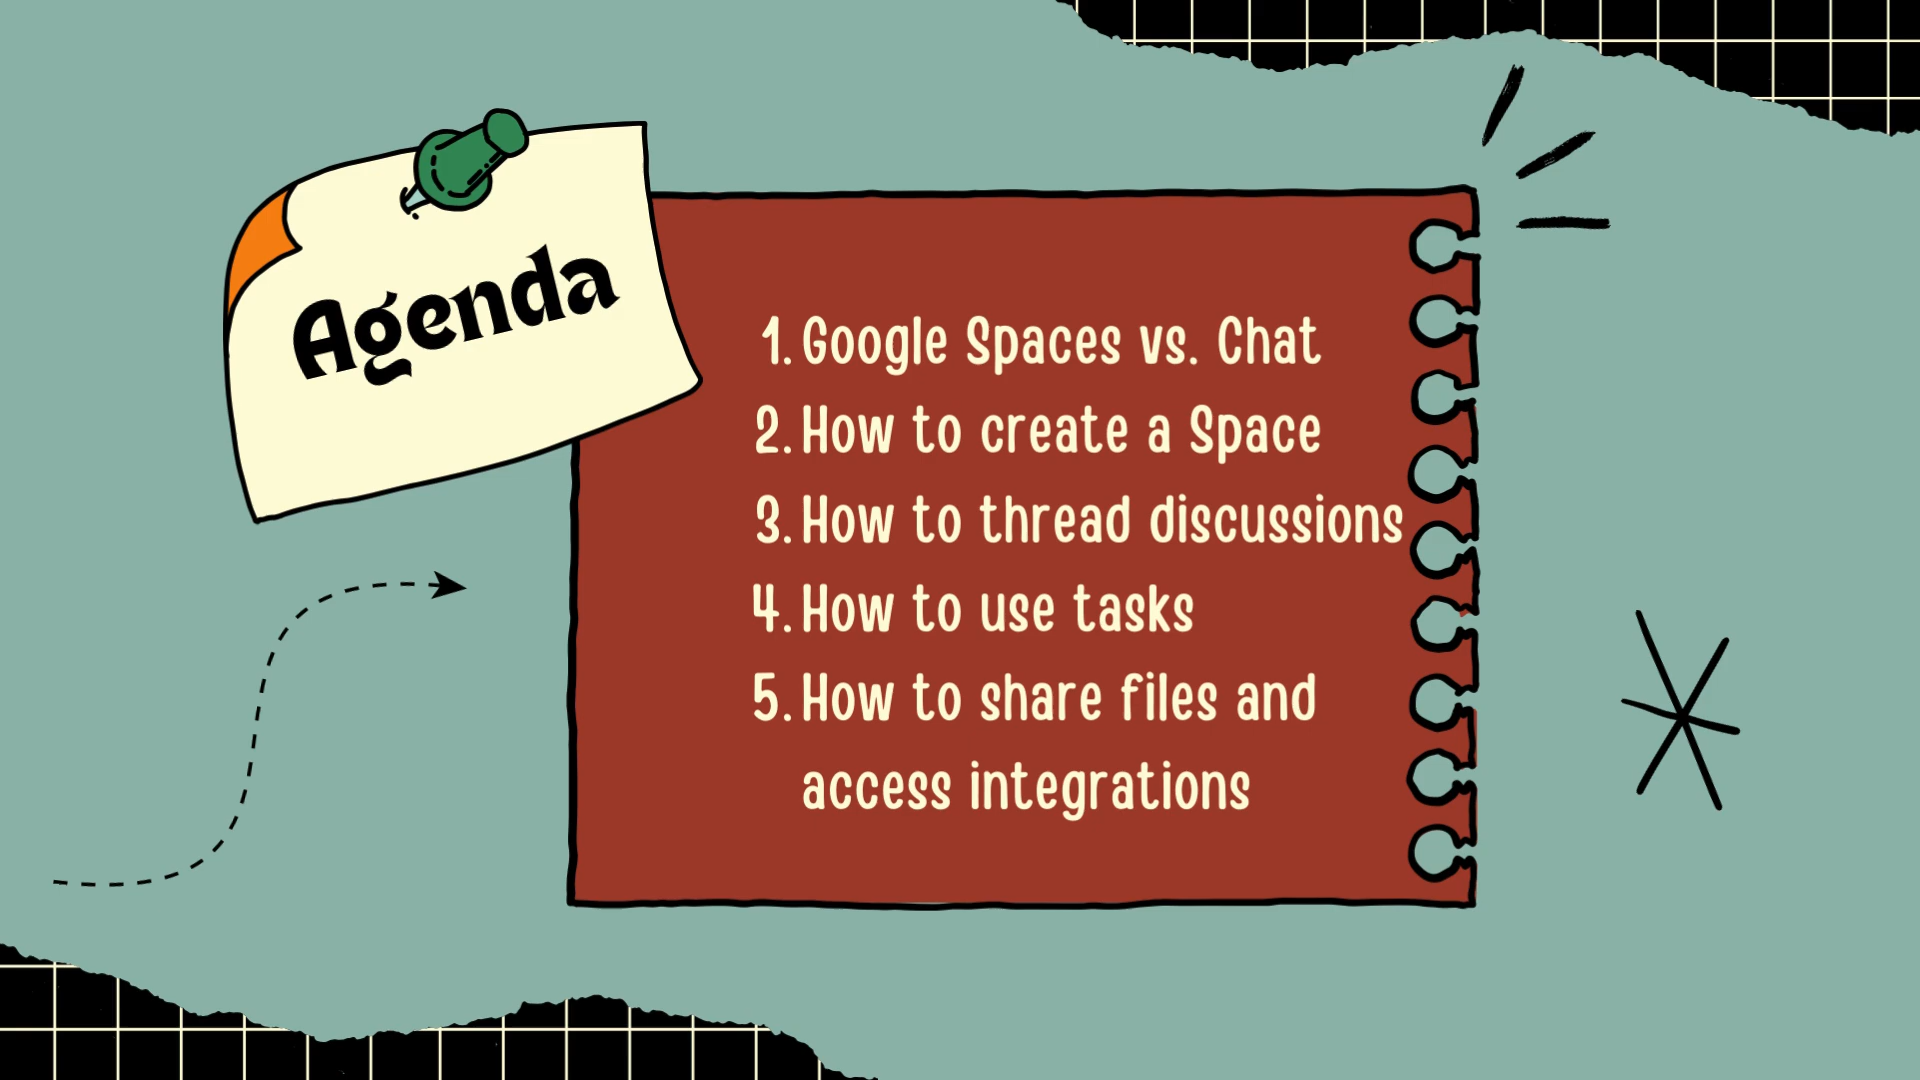 Agenda
1. Google Spaces vs. Chat
2. How to create a Space
3. How to thread discussions
4. How to use tasks
5. How to share files and
access integrations